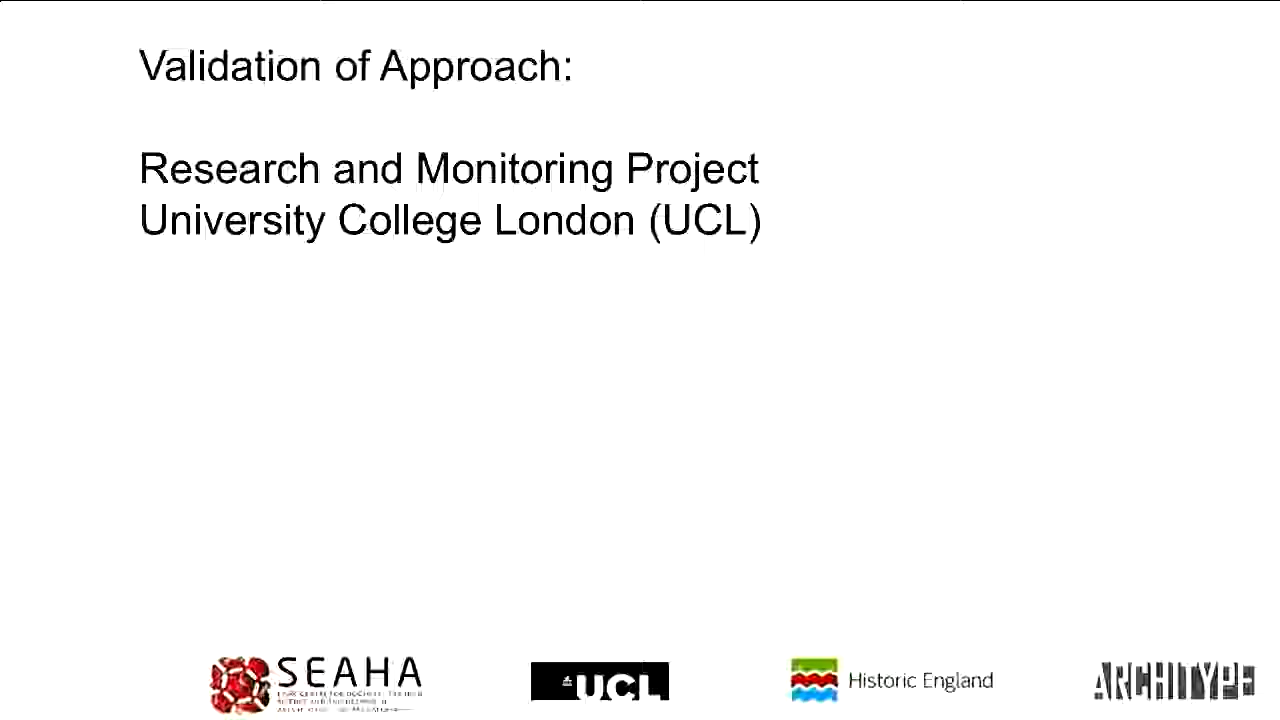 Validation of Approach:
Research and Monitoring Project
University College London (UCL)
SEAHA
UCL
Historic England
ARCHITYPE